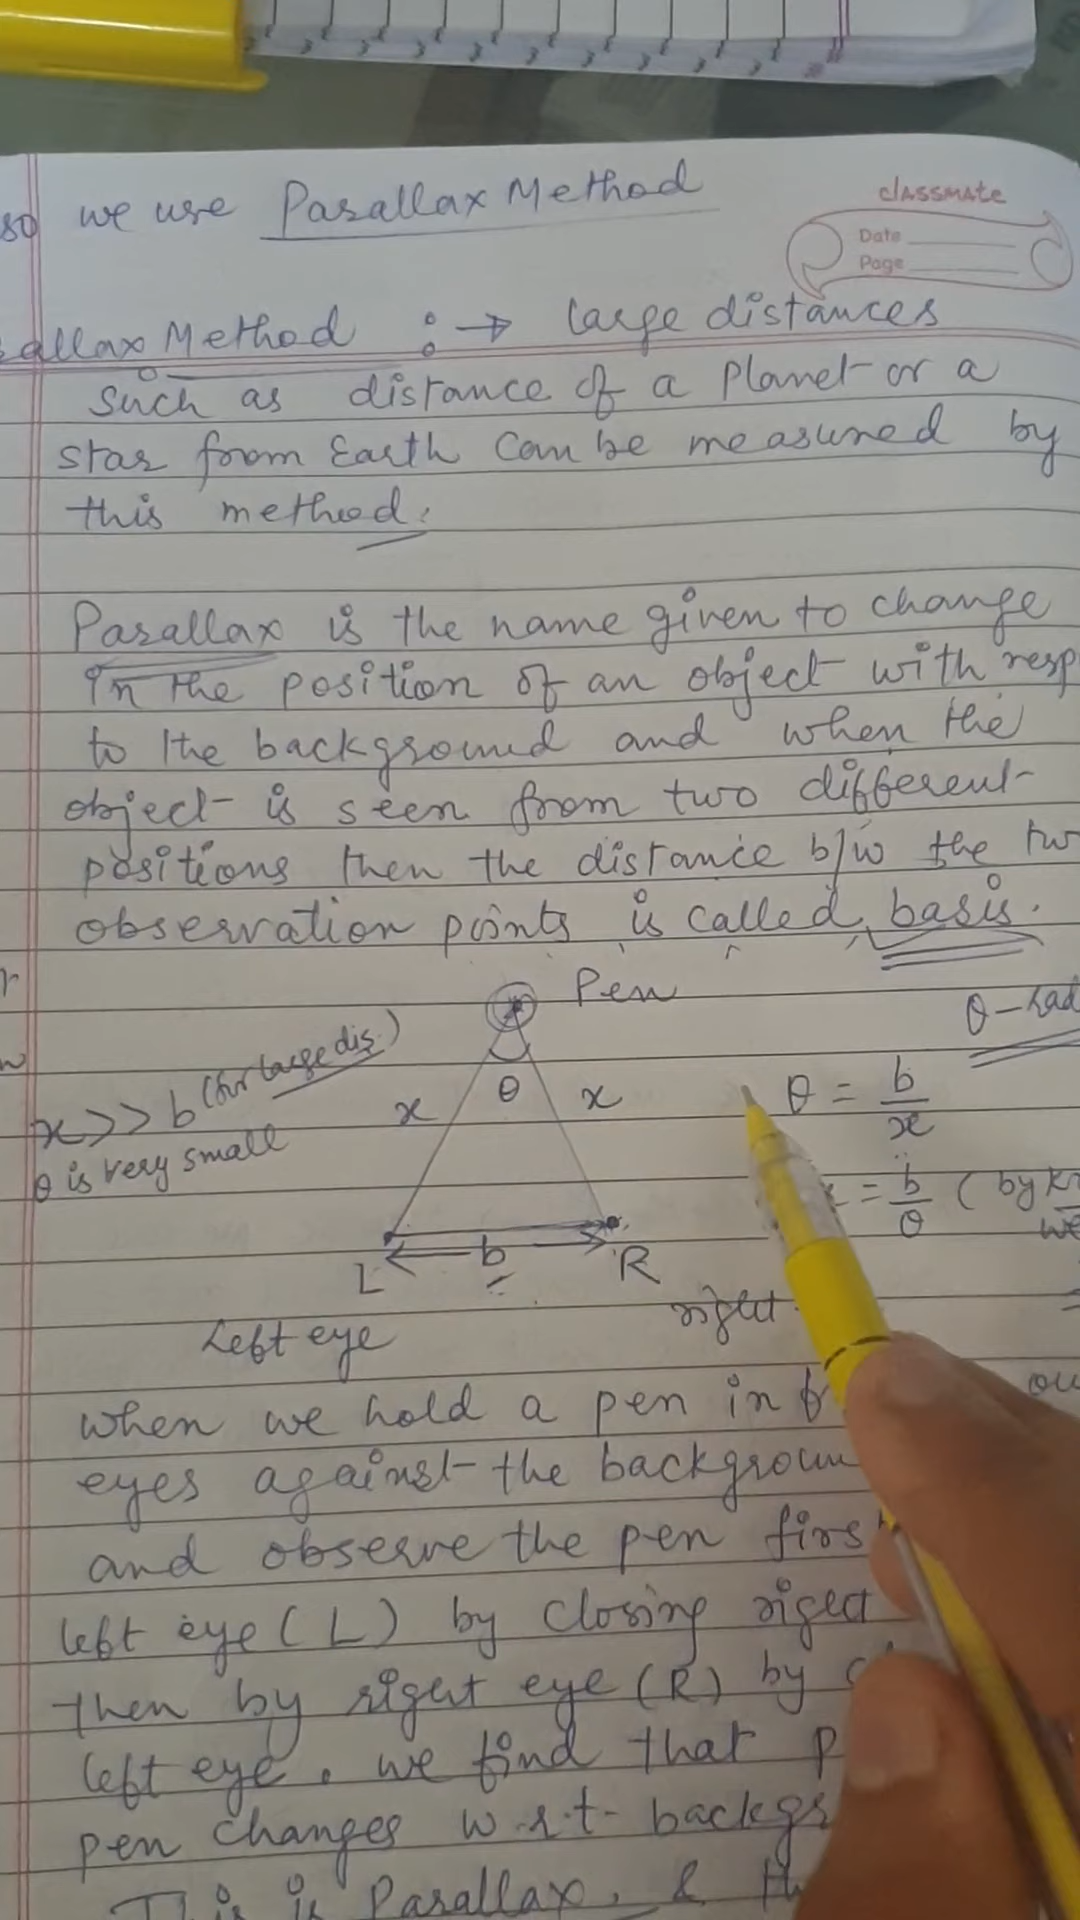 so we use Parallax Method
classmate
Date
Page
allax Method :→ large distances
such as distance of a planet or a
star from Earth can be measured by
this method.
Parallax is the name given to change
in the position of an object with resp
to the background and when the
object is seen from two different
positions then the distance b/w the tw
observation points is called basis.
Pen
θ - rad
x >> b (for large dis.)
θ is very small
θ
x
x
θ = b/x
= b/θ (by k
we
b
L
R
Left eye
right
when we hold a pen in f ou
eyes against the backgroun
and observe the pen firs
left eye (L) by closing right
then by right eye (R) by
left eye. we find that p
pen changes w.r.t. backgr
This is Parallax. & th